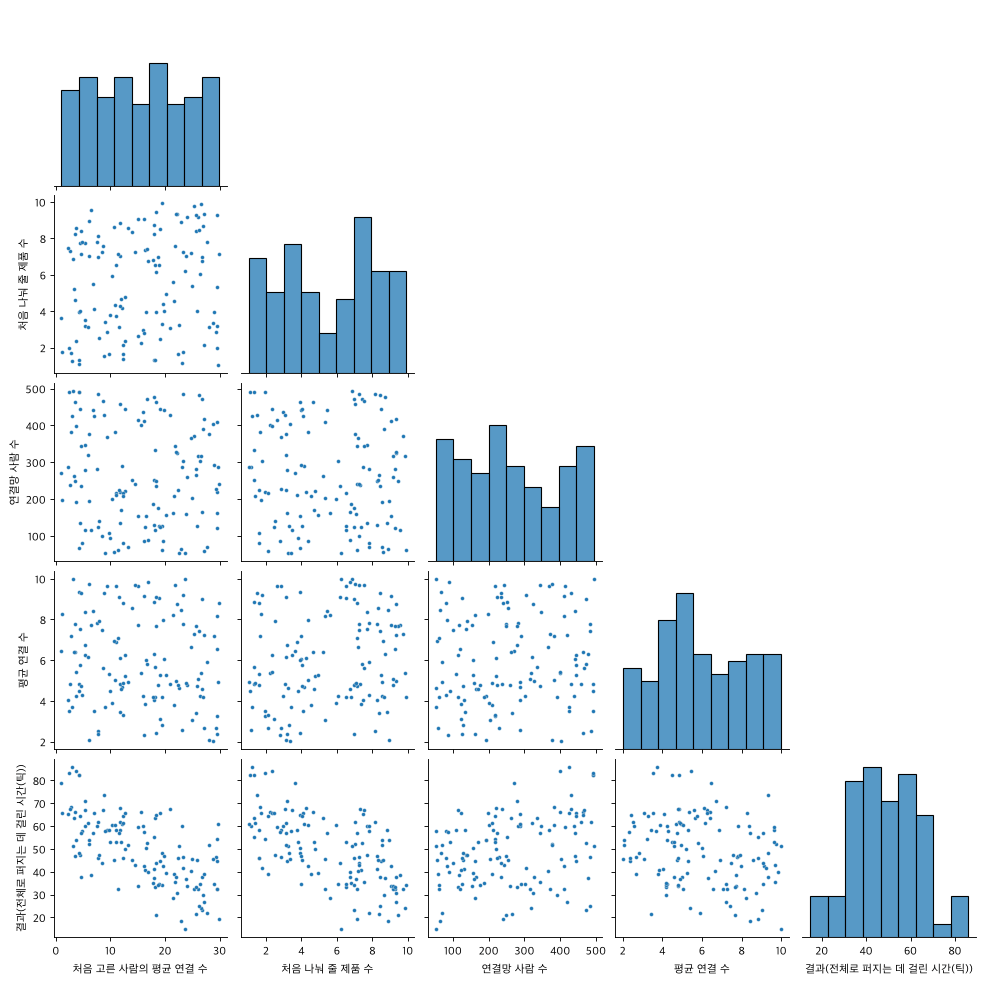 10
8
6
4
2
처음 나눠 줄 제품 수
500
400
300
200
100
연결망 사람 수
10
8
6
4
2
평균 연결 수
80
70
60
50
40
30
20
결과(전체로 퍼지는 데 걸린 시간(틱))
0 10 20 30
처음 고른 사람의 평균 연결 수
2 4 6 8 10
처음 나눠 줄 제품 수
100 200 300 400 500
연결망 사람 수
2 4 6 8 10
평균 연결 수
20 40 60 80
결과(전체로 퍼지는 데 걸린 시간(틱))